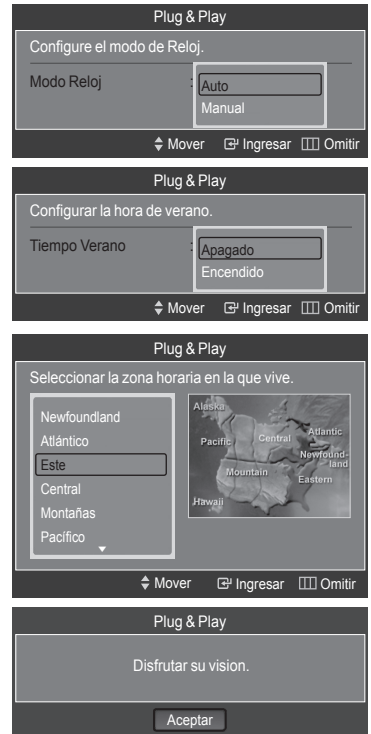 Plug & Play
Configure el modo de Reloj.
Modo Reloj : Auto
Manual
Mover Ingresar Omitir
Plug & Play
Configurar la hora de verano.
Tiempo Verano : Apagado
Encendido
Mover Ingresar Omitir
Plug & Play
Seleccionar la zona horaria en la que vive.
Newfoundland
Atlántico
Este
Central
Montañas
Pacífico
Alaska
Pacific
Central
Atlantic
Newfound-
land
Mountain
Eastern
Hawaii
Mover Ingresar Omitir
Plug & Play
Disfrutar su vision.
Aceptar